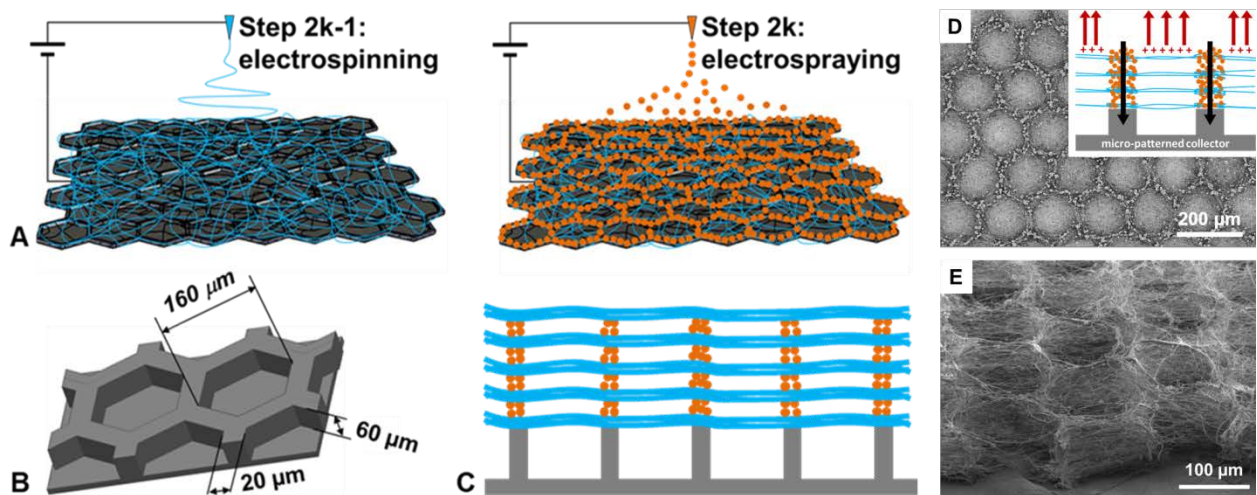 Step 2k-1:
electrospinning
Step 2k:
electrospraying
A
160 µm
60 µm
20 µm
B
C
D
+++ ++++++ +++
micro-patterned collector
200 µm
E
100 µm